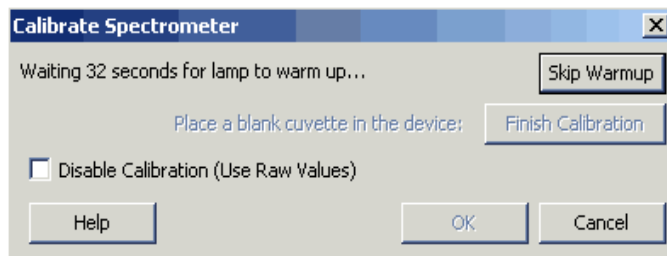 Calibrate Spectrometer
Waiting 32 seconds for lamp to warm up...
Skip Warmup
Place a blank cuvette in the device:
Finish Calibration
Disable Calibration (Use Raw Values)
Help
OK
Cancel